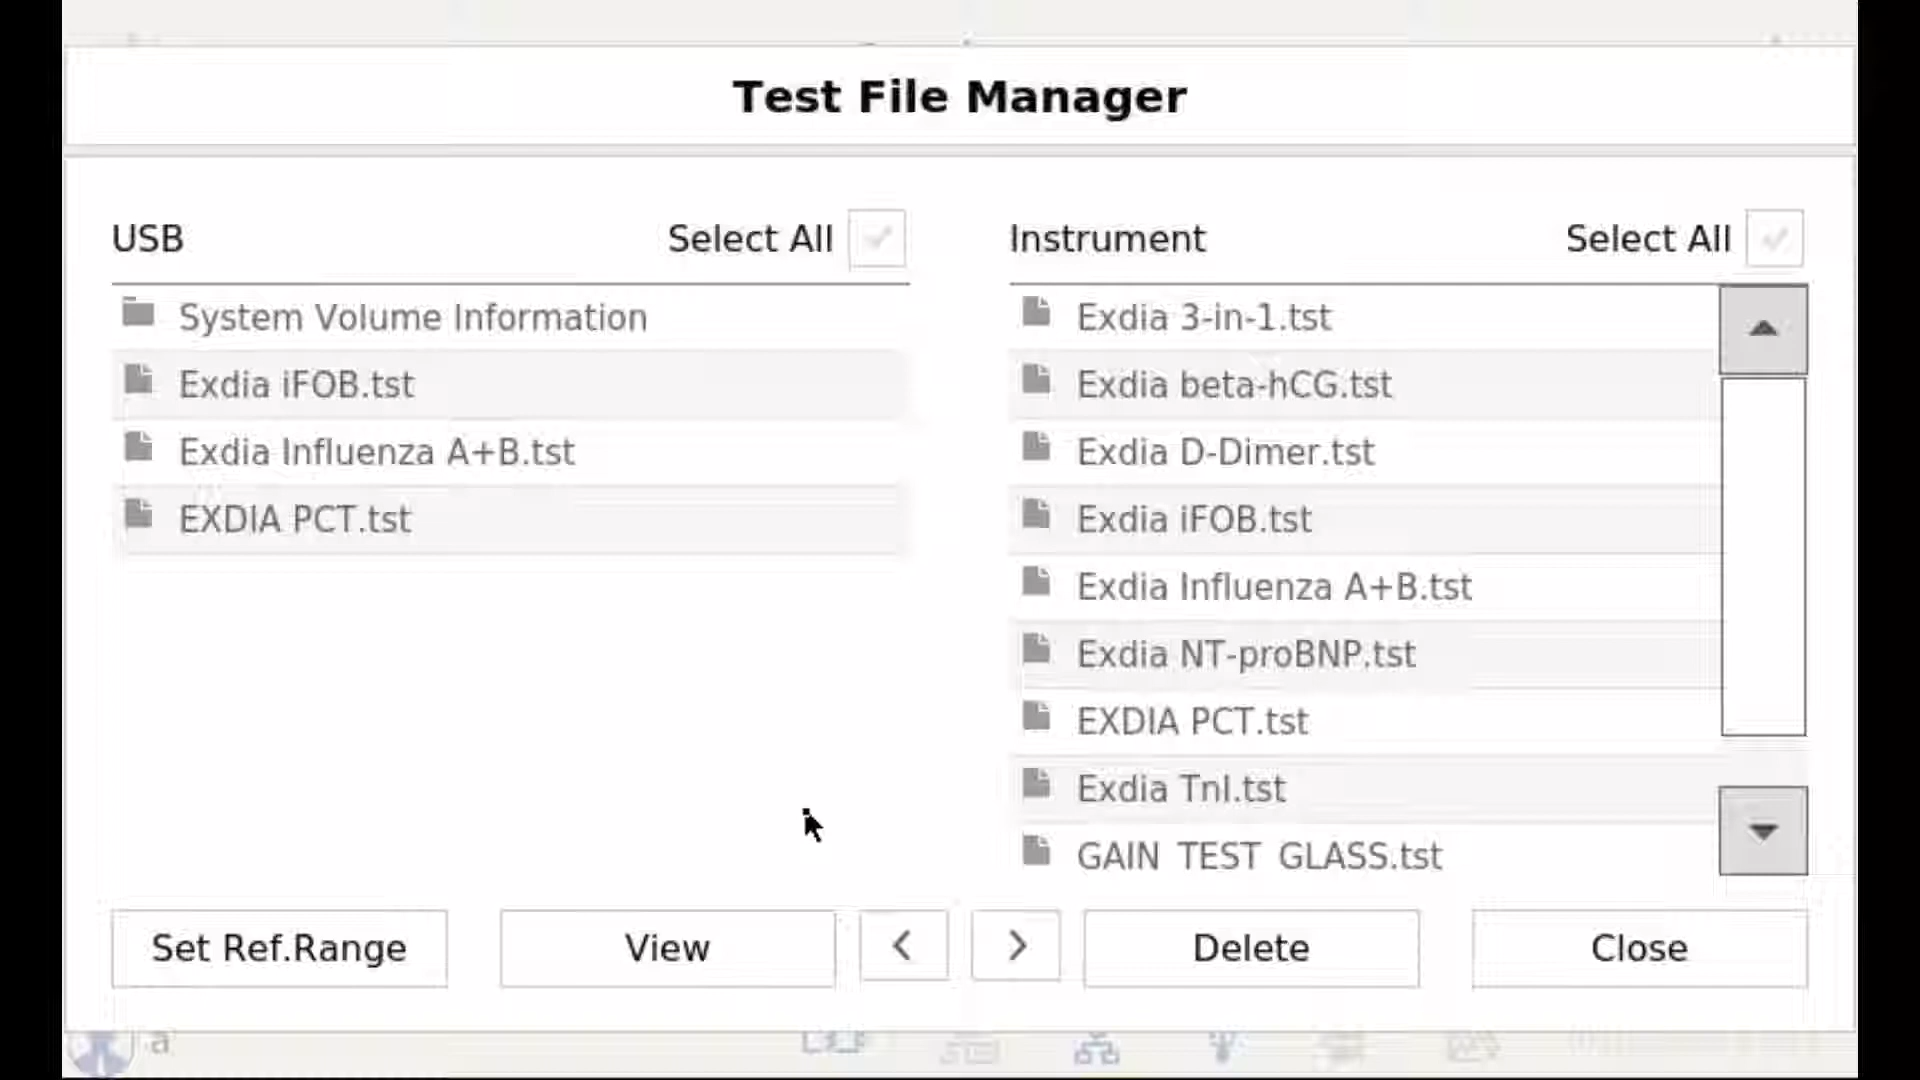 Test File Manager
USB
Select All
System Volume Information
Exdia iFOB.tst
Exdia Influenza A+B.tst
EXDIA PCT.tst
Instrument
Select All
Exdia 3-in-1.tst
Exdia beta-hCG.tst
Exdia D-Dimer.tst
Exdia iFOB.tst
Exdia Influenza A+B.tst
Exdia NT-proBNP.tst
EXDIA PCT.tst
Exdia TnI.tst
GAIN TEST GLASS.tst
Set Ref.Range
View
<
>
Delete
Close
a